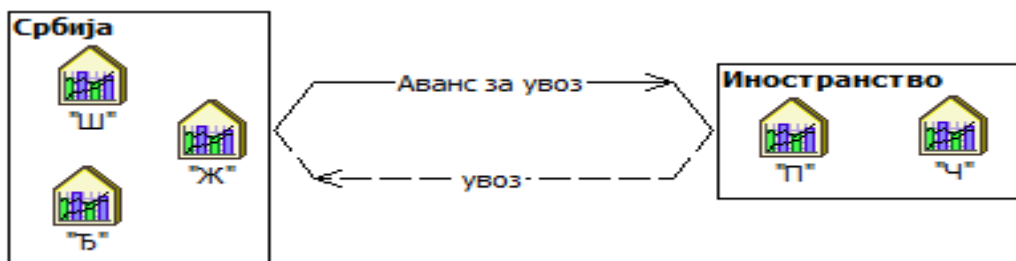 Србија
"Ш"
"Ж"
"Ђ"
Аванс за увоз
увоз
Иностранство
"П"
"Ч"